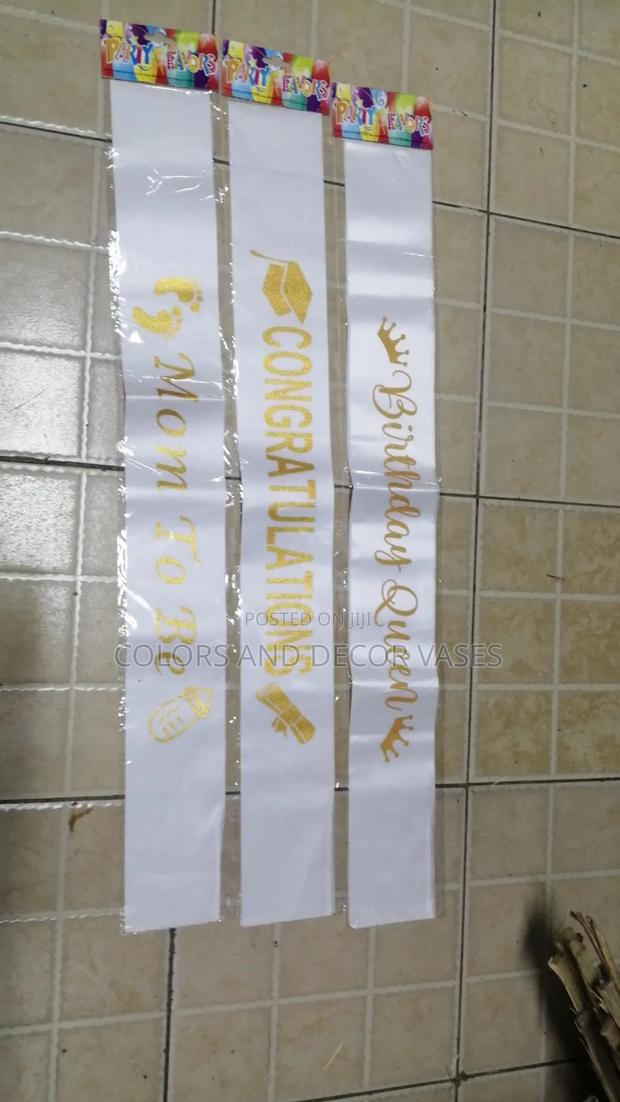 PARTY FAVORS
PARTY FAVORS
PARTY FAVORS
Mom To Be
CONGRATULATIONS
Birthday Queen
POSTED ON JIJI
COLORS AND DECOR VASES